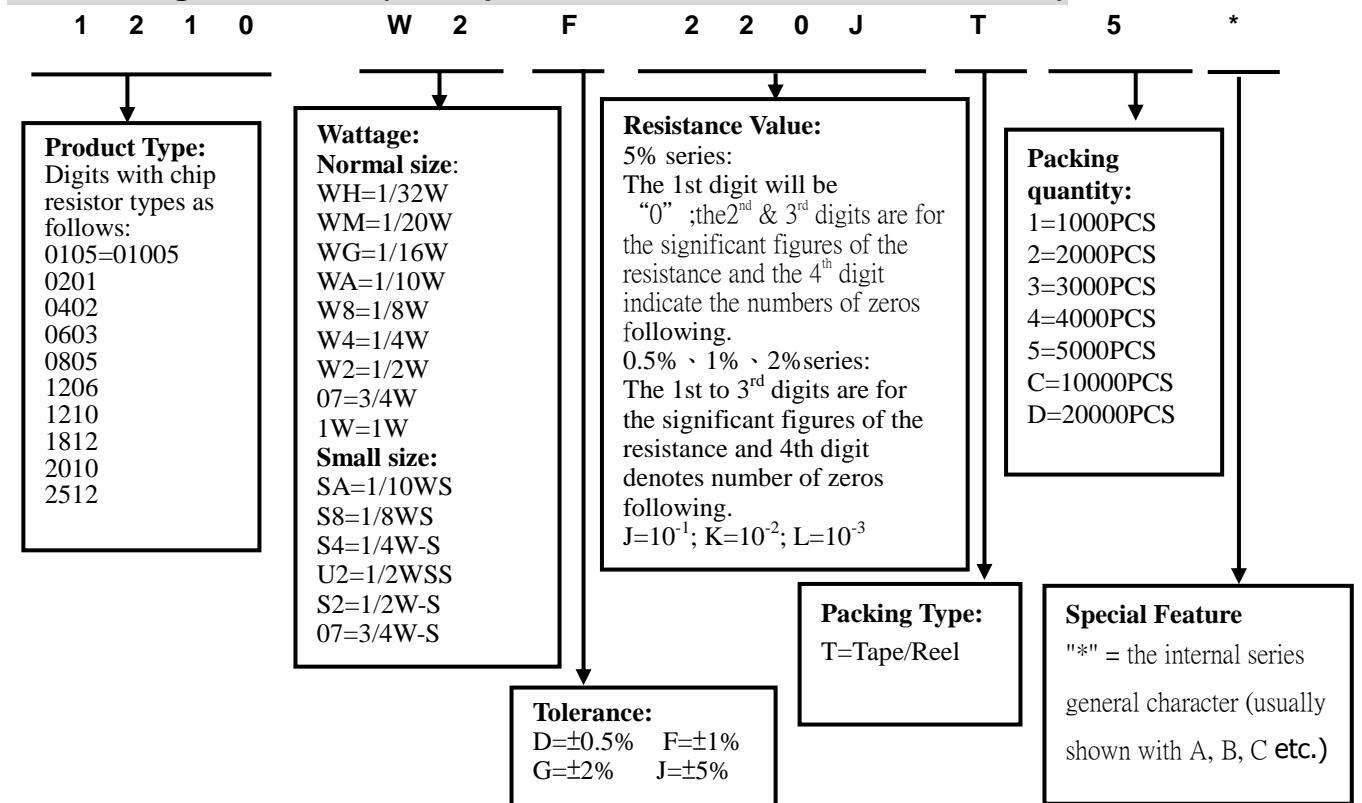 1 2 1 0 W 2 F 2 2 0 J T 5 *
Product Type:
Digits with chip
resistor types as
follows:
0105=01005
0201
0402
0603
0805
1206
1210
1812
2010
2512
Wattage:
Normal size:
WH=1/32W
WM=1/20W
WG=1/16W
WA=1/10W
W8=1/8W
W4=1/4W
W2=1/2W
07=3/4W
1W=1W
Small size:
SA=1/10WS
S8=1/8WS
S4=1/4W-S
U2=1/2WSS
S2=1/2W-S
07=3/4W-S
Resistance Value:
5% series:
The 1st digit will be
“0” ;the2nd & 3rd digits are for
the significant figures of the
resistance and the 4th digit
indicate the numbers of zeros
following.
0.5%、1%、2%series:
The 1st to 3rd digits are for
the significant figures of the
resistance and 4th digit
denotes number of zeros
following.
J=10-1; K=10-2; L=10-3
Packing
quantity:
1=1000PCS
2=2000PCS
3=3000PCS
4=4000PCS
5=5000PCS
C=10000PCS
D=20000PCS
Tolerance:
D=±0.5% F=±1%
G=±2% J=±5%
Packing Type:
T=Tape/Reel
Special Feature
"*" = the internal series
general character (usually
shown with A, B, C etc.)